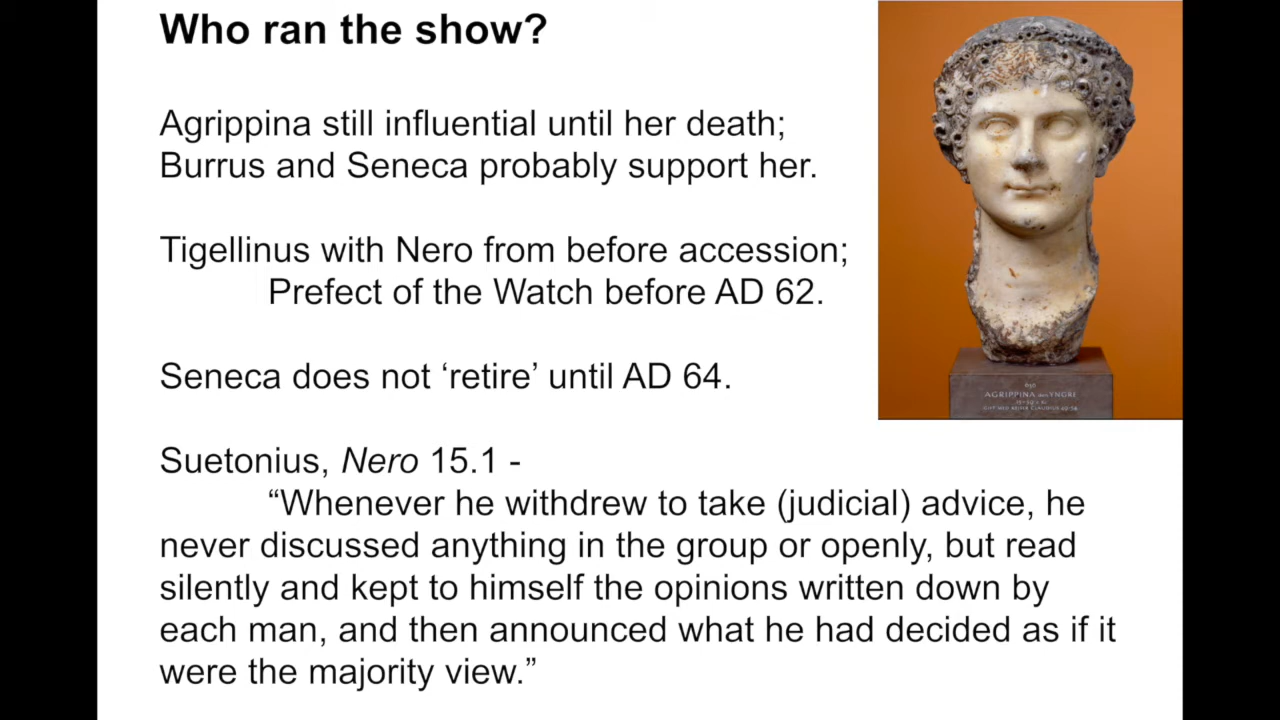 Who ran the show?
Agrippina still influential until her death;
Burrus and Seneca probably support her.
Tigellinus with Nero from before accession;
Prefect of the Watch before AD 62.
Seneca does not ‘retire’ until AD 64.
Suetonius, Nero 15.1 -
“Whenever he withdrew to take (judicial) advice, he
never discussed anything in the group or openly, but read
silently and kept to himself the opinions written down by
each man, and then announced what he had decided as if it
were the majority view.”
AGRIPPINA